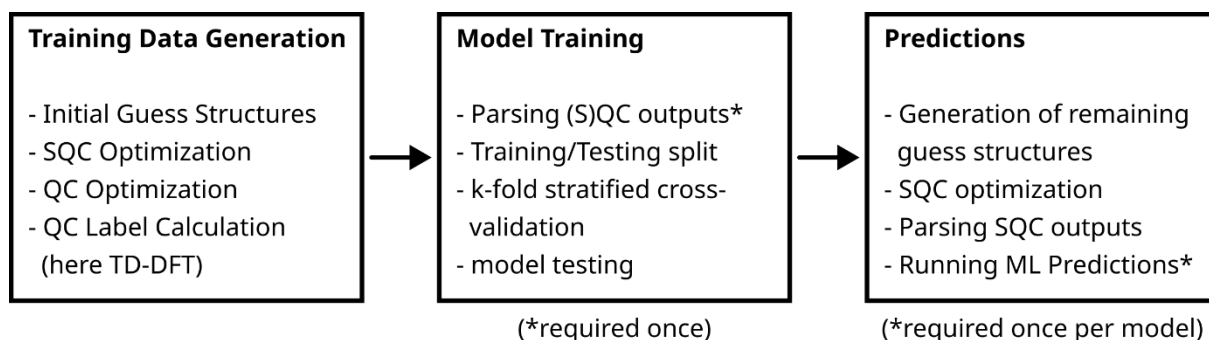 Training Data Generation
- Initial Guess Structures
- SQC Optimization
- QC Optimization
- QC Label Calculation
(here TD-DFT)
Model Training
- Parsing (S)QC outputs*
- Training/Testing split
- k-fold stratified cross-
validation
- model testing
(*required once)
Predictions
- Generation of remaining
guess structures
- SQC optimization
- Parsing SQC outputs
- Running ML Predictions*
(*required once per model)